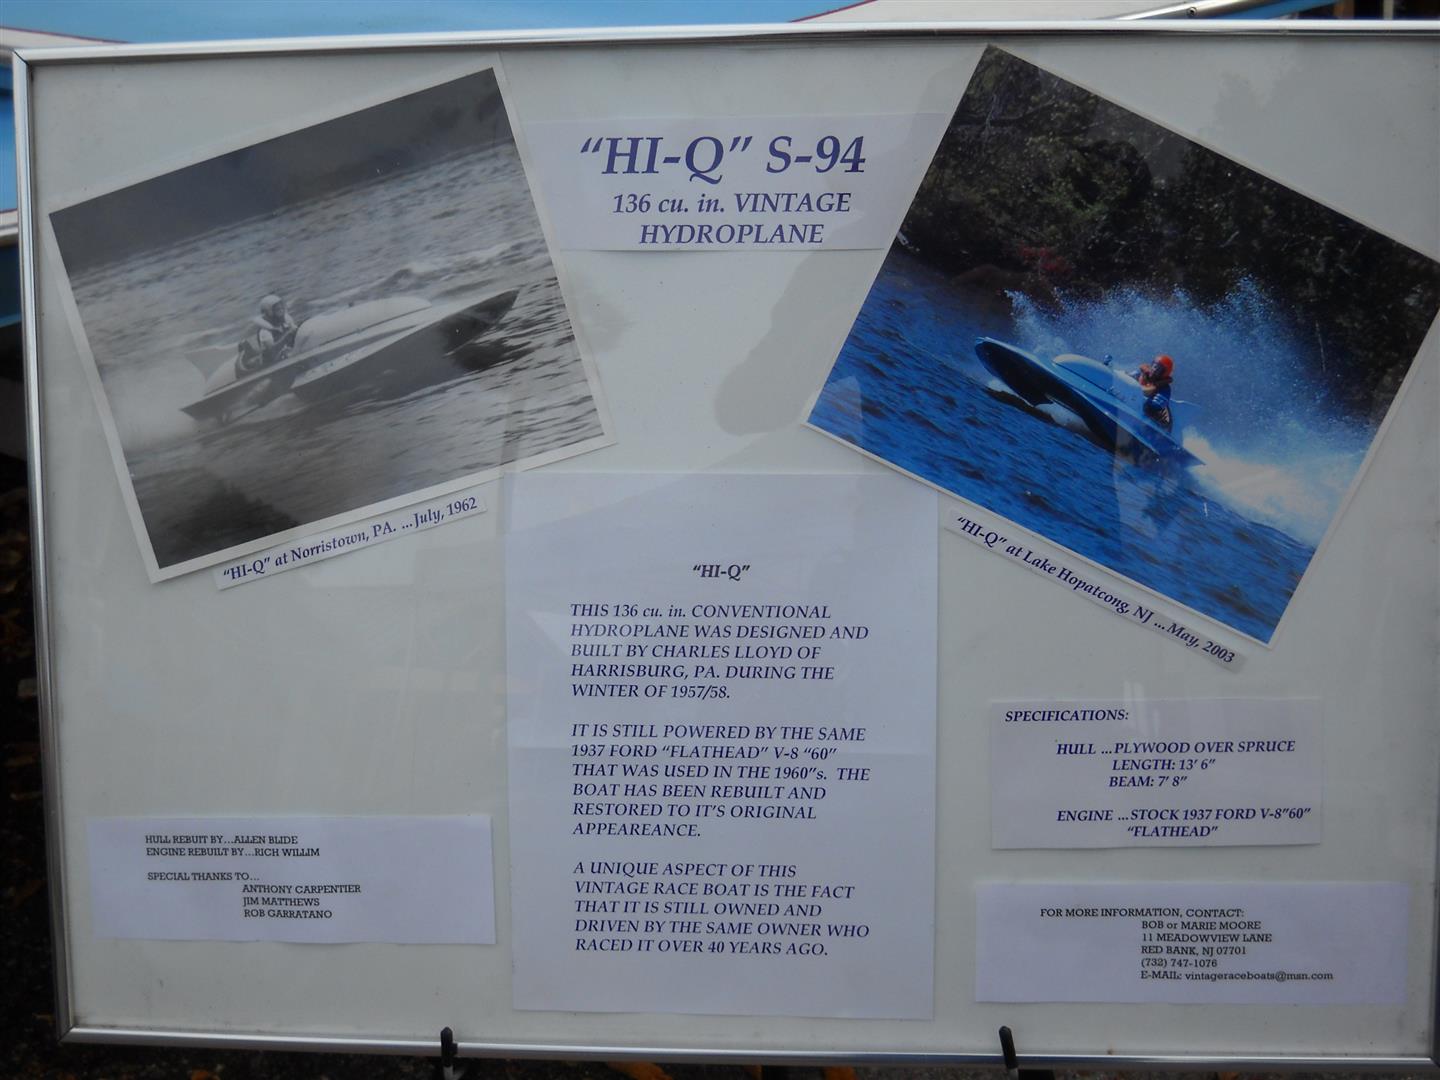 “HI-Q” S-94
136 cu. in. VINTAGE
HYDROPLANE
“HI-Q” at Norristown, PA. ...July, 1962
“HI-Q” at Lake Hopatcong, NJ ...May, 2003
“HI-Q”
THIS 136 cu. in. CONVENTIONAL
HYDROPLANE WAS DESIGNED AND
BUILT BY CHARLES LLOYD OF
HARRISBURG, PA. DURING THE
WINTER OF 1957/58.
IT IS STILL POWERED BY THE SAME
1937 FORD “FLATHEAD” V-8 “60”
THAT WAS USED IN THE 1960”s. THE
BOAT HAS BEEN REBUILT AND
RESTORED TO IT’S ORIGINAL
APPEAREANCE.
A UNIQUE ASPECT OF THIS
VINTAGE RACE BOAT IS THE FACT
THAT IT IS STILL OWNED AND
DRIVEN BY THE SAME OWNER WHO
RACED IT OVER 40 YEARS AGO.
SPECIFICATIONS:
HULL ...PLYWOOD OVER SPRUCE
LENGTH: 13’ 6”
BEAM: 7’ 8”
ENGINE ...STOCK 1937 FORD V-8”60”
“FLATHEAD”
HULL REBUIT BY...ALLEN BLIDE
ENGINE REBUILT BY...RICH WILLIM
SPECIAL THANKS TO...
ANTHONY CARPENTIER
JIM MATTHEWS
ROB GARRATANO
FOR MORE INFORMATION, CONTACT:
BOB or MARIE MOORE
11 MEADOWVIEW LANE
RED BANK, NJ 07701
(732) 747-1076
E-MAIL: vintageraceboats@msn.com